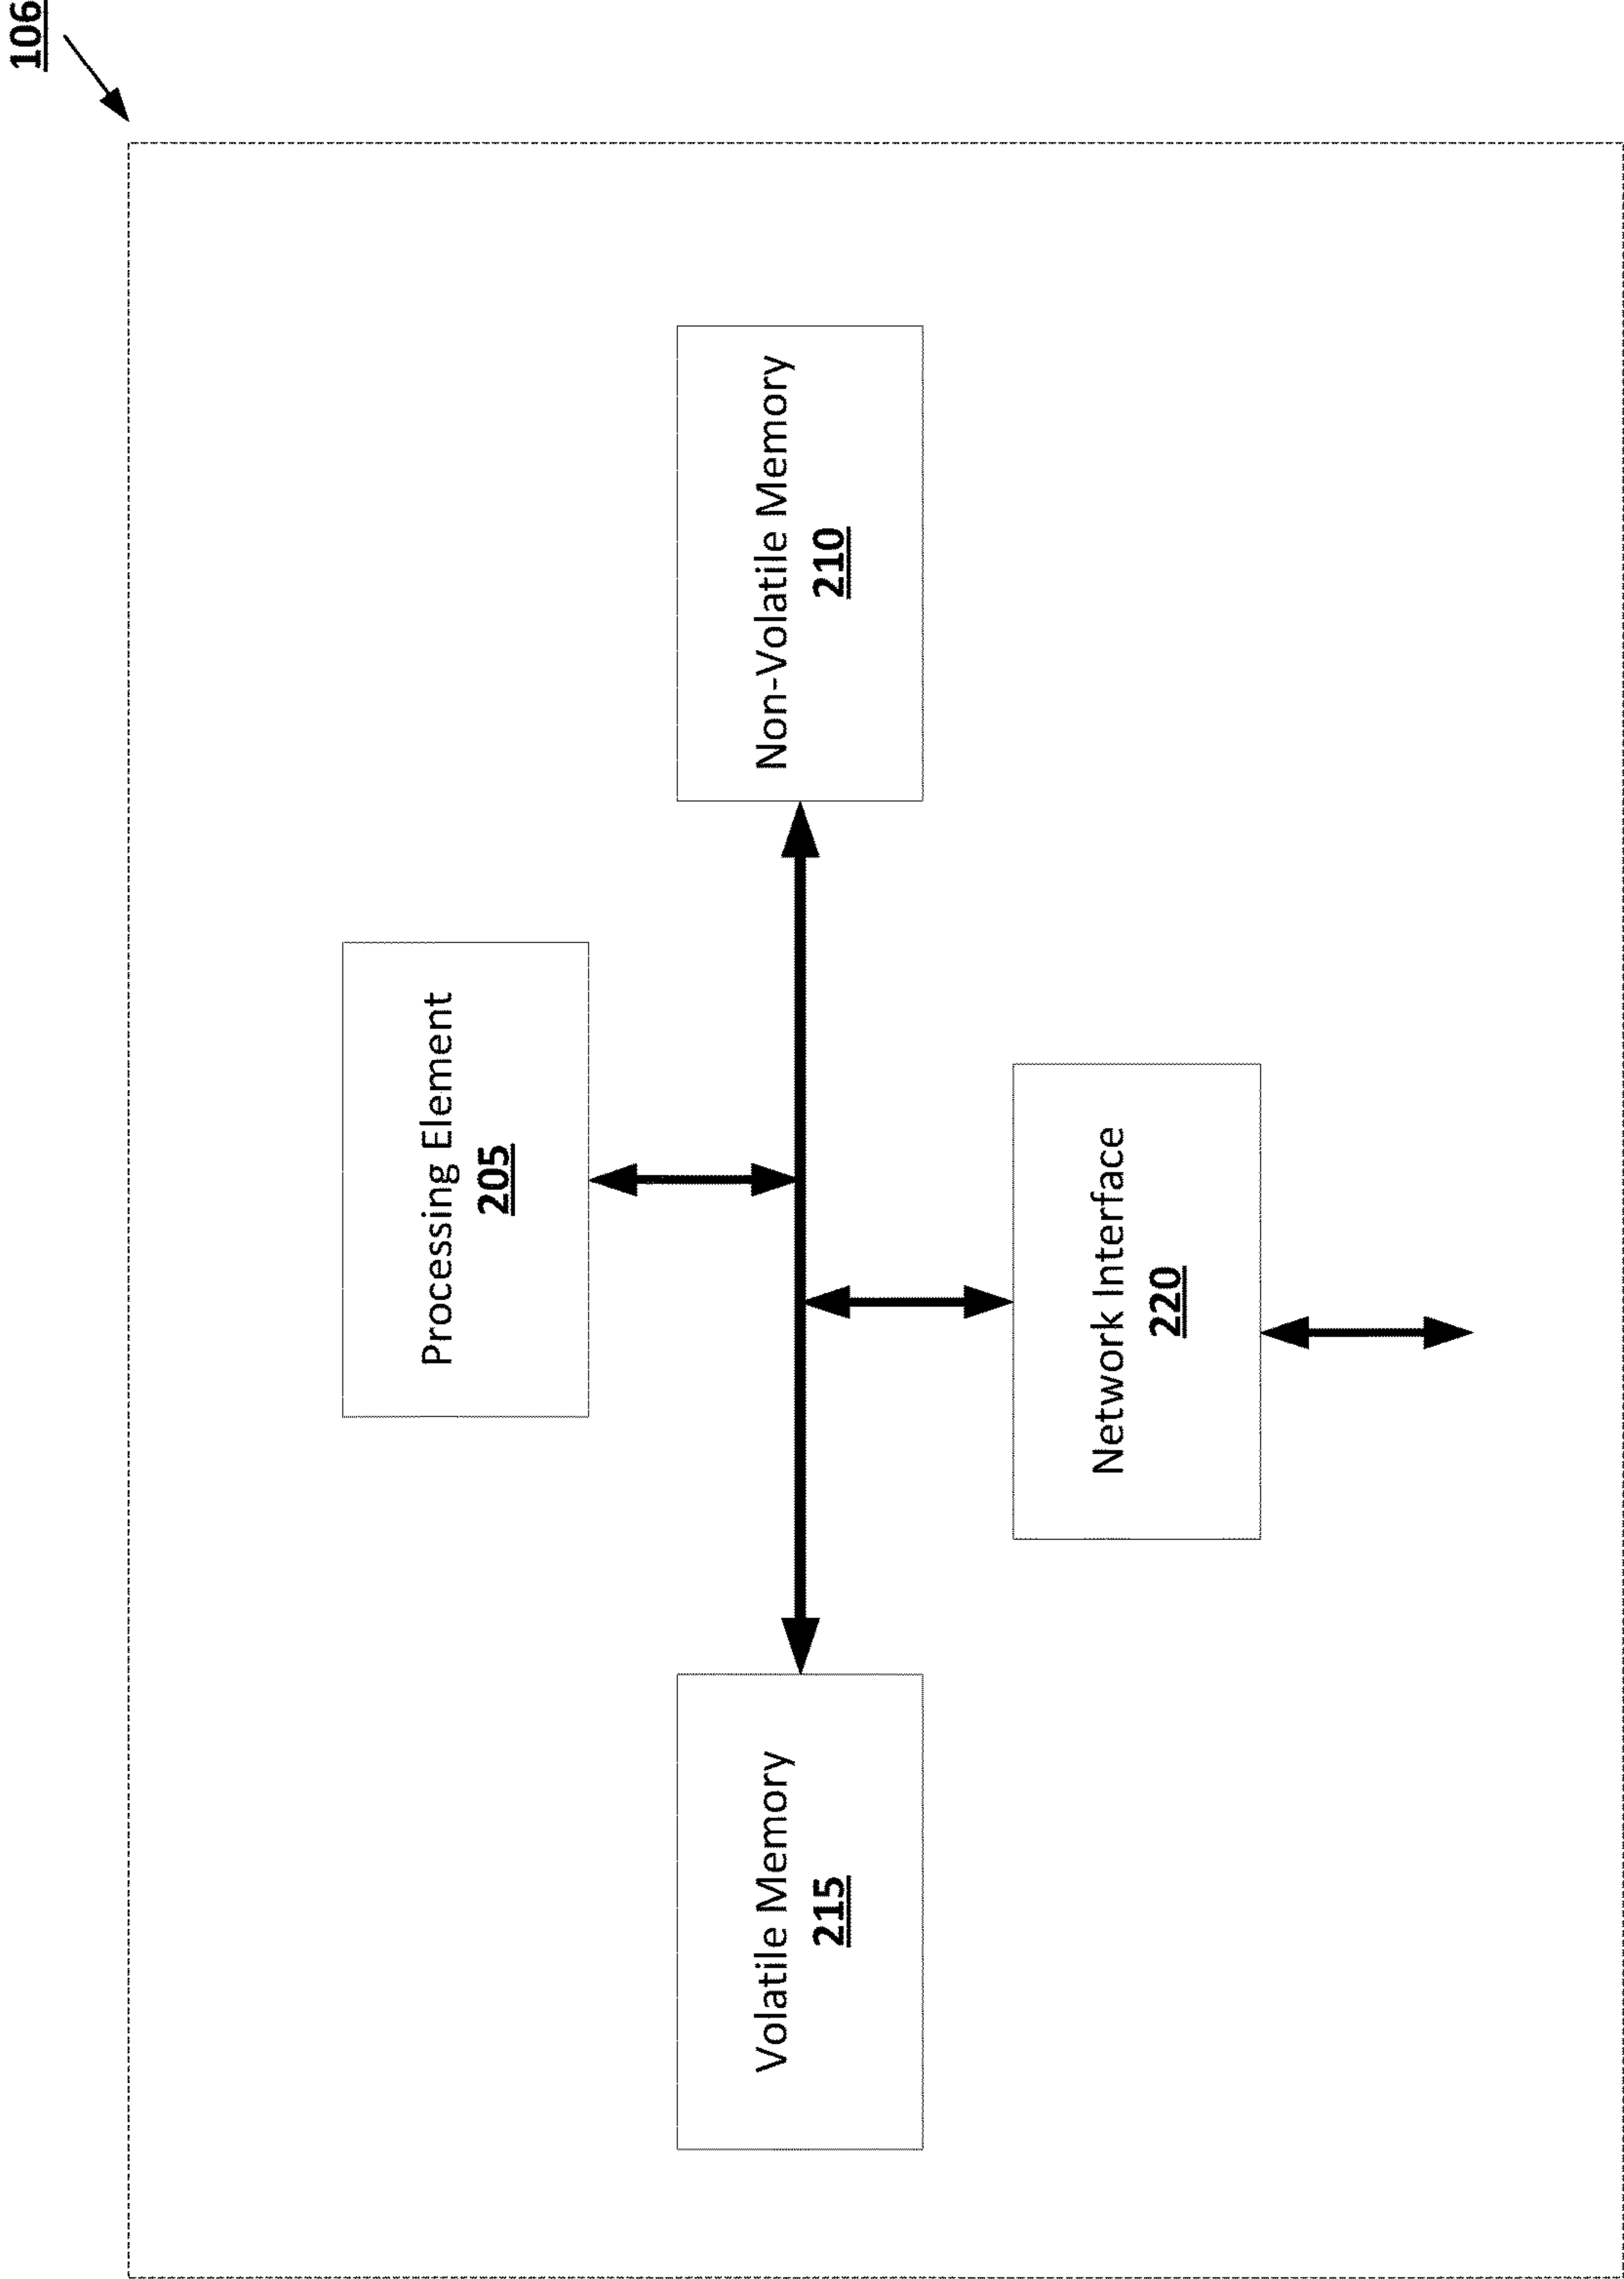 106
Processing Element
205
Volatile Memory
215
Non-Volatile Memory
210
Network Interface
220